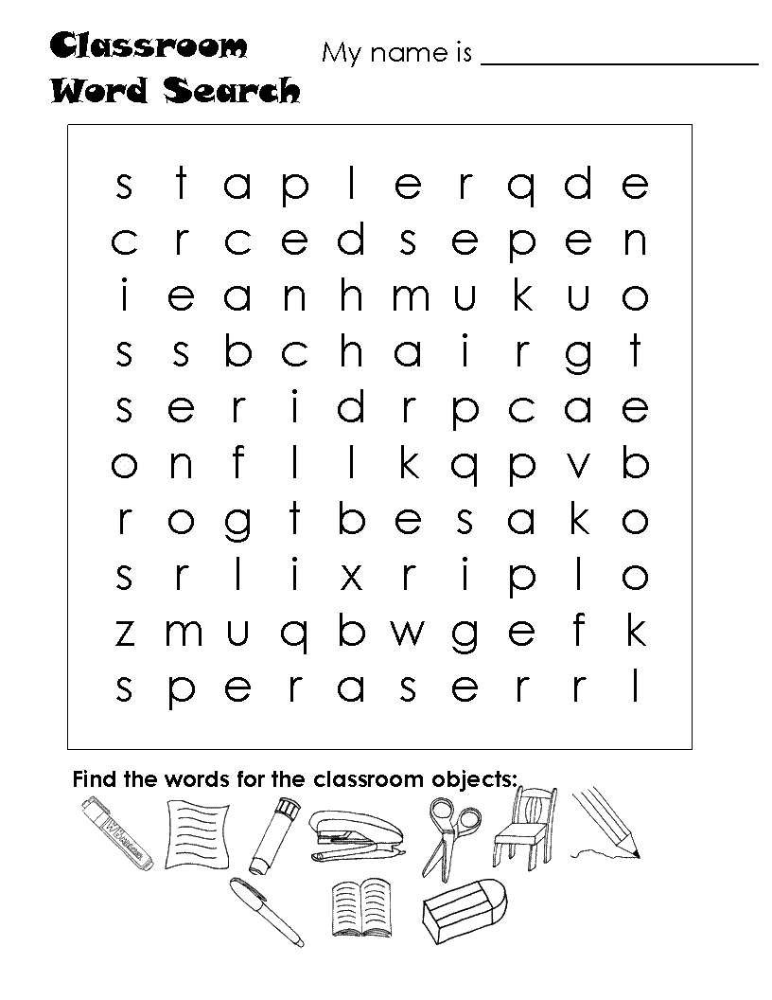 Classroom
Word Search
My name is ____________________
s t a p l e r q d e
c r c e d s e p e n
i e a n h m u k u o
s s b c h a i r g t
s e r i d r p c a e
o n f l l k q p v b
r o g t b e s a k o
s r l i x r i p l o
z m u q b w g e f k
s p e r a s e r r l
Find the words for the classroom objects: